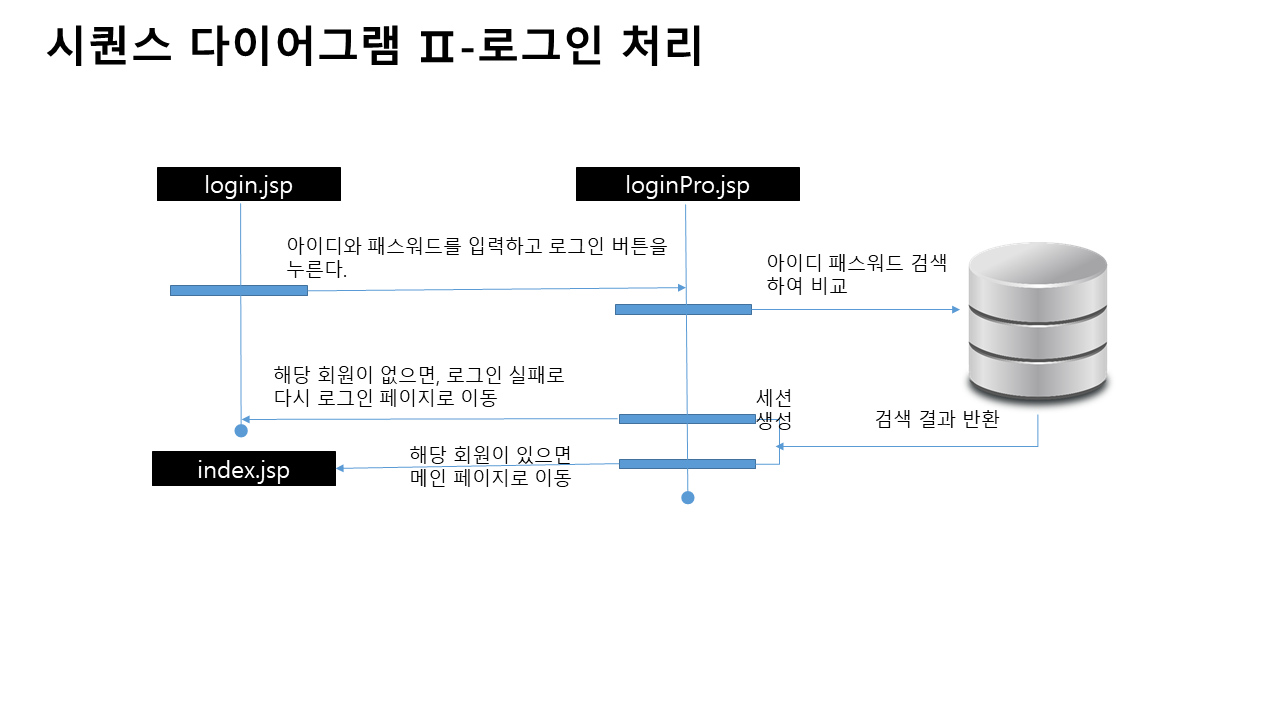 시퀀스 다이어그램 Ⅱ-로그인 처리
login.jsp
loginPro.jsp
아이디와 패스워드를 입력하고 로그인 버튼을
누른다.
아이디 패스워드 검색
하여 비교
해당 회원이 없으면, 로그인 실패로
다시 로그인 페이지로 이동
세션
생성
검색 결과 반환
index.jsp
해당 회원이 있으면
메인 페이지로 이동